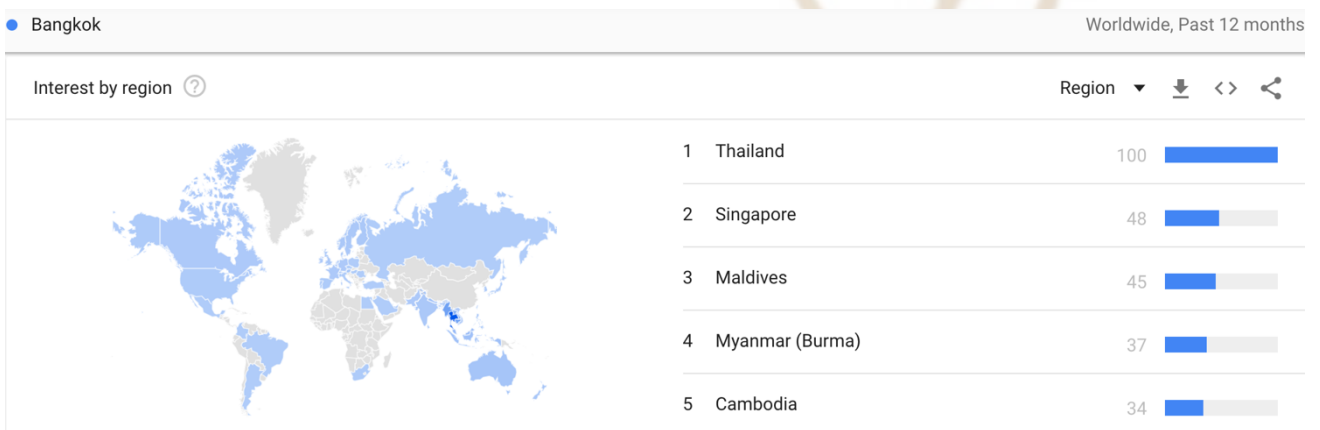 Bangkok
Worldwide, Past 12 months
Interest by region ?
Region
1 Thailand 100
2 Singapore 48
3 Maldives 45
4 Myanmar (Burma) 37
5 Cambodia 34